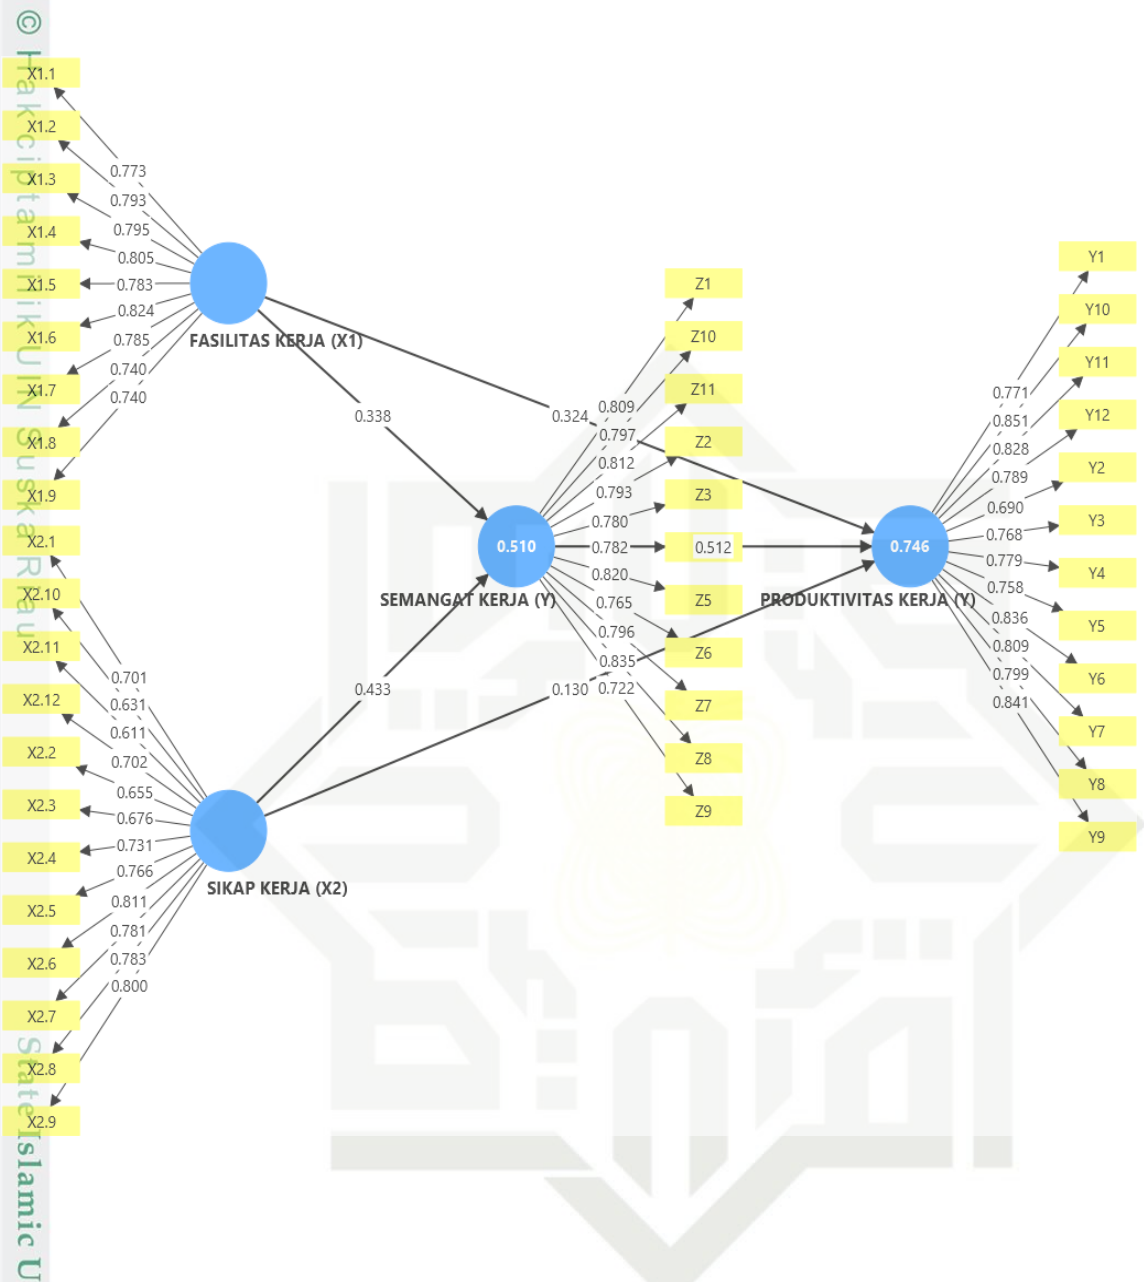 © Hak cipta milik UIN Suska Riau
State Islamic U
X1.1
X1.2
X1.3
X1.4
X1.5
X1.6
X1.7
X1.8
X1.9
0.773
0.793
0.795
0.805
0.783
0.824
0.785
0.740
0.740
FASILITAS KERJA (X1)
X2.1
X2.10
X2.11
X2.12
X2.2
X2.3
X2.4
X2.5
X2.6
X2.7
X2.8
X2.9
0.701
0.631
0.611
0.702
0.655
0.676
0.731
0.766
0.811
0.781
0.783
0.800
SIKAP KERJA (X2)
0.338
0.324
0.433
0.130
0.510
SEMANGAT KERJA (Y)
0.809
0.797
0.812
0.793
0.780
0.782
0.820
0.765
0.796
0.835
0.722
Z1
Z10
Z11
Z2
Z3
0.512
Z5
Z6
Z7
Z8
Z9
0.746
PRODUKTIVITAS KERJA (Y)
0.771
0.851
0.828
0.789
0.690
0.768
0.779
0.758
0.836
0.809
0.799
0.841
Y1
Y10
Y11
Y12
Y2
Y3
Y4
Y5
Y6
Y7
Y8
Y9